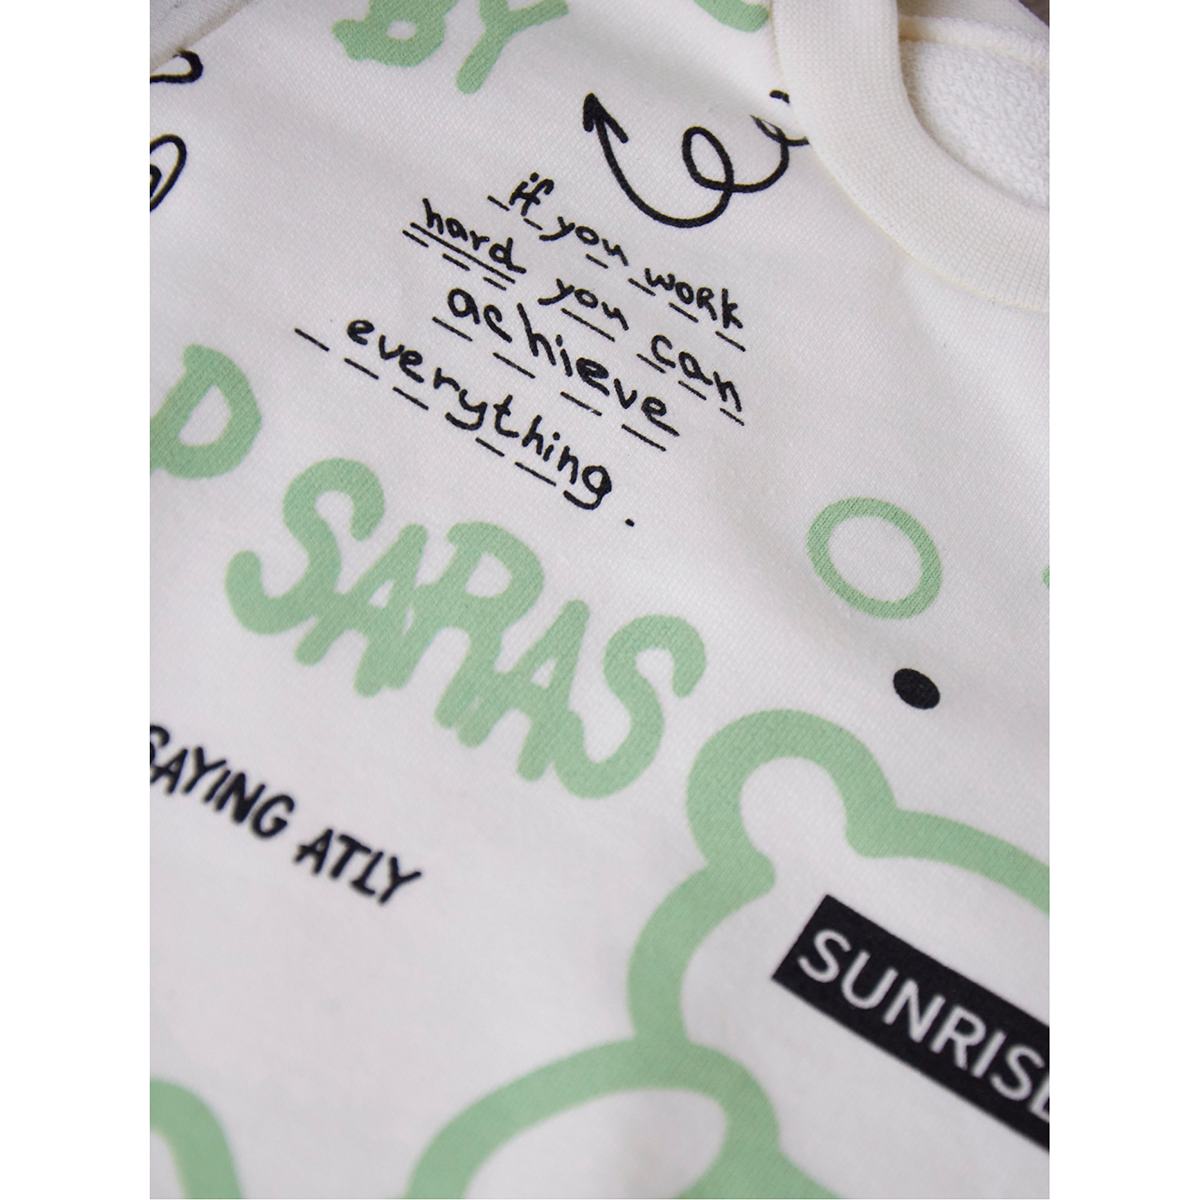 BY
if you work
hard you can
achieve
everything.
P SARAS
SAYING ATLY
SUNRISE